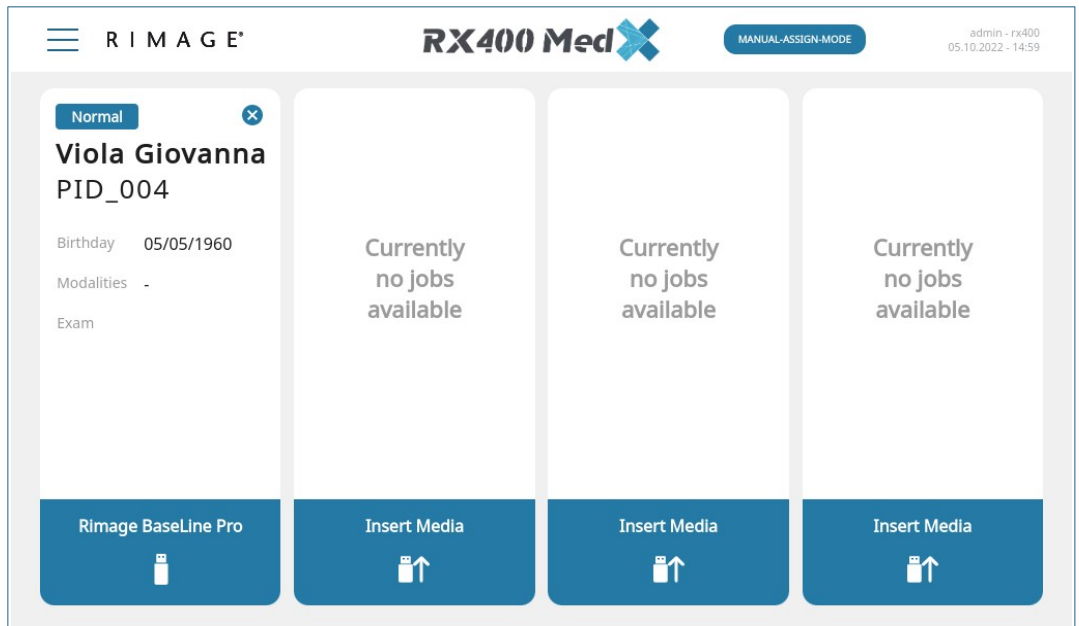 RIMAGE®
RX400 MedX
MANUAL-ASSIGN-MODE
admin - rx400
05.10.2022 - 14:59
Normal
Viola Giovanna
PID_004
Birthday 05/05/1960
Modalities -
Exam
Rimage BaseLine Pro
Currently
no jobs
available
Insert Media
Currently
no jobs
available
Insert Media
Currently
no jobs
available
Insert Media